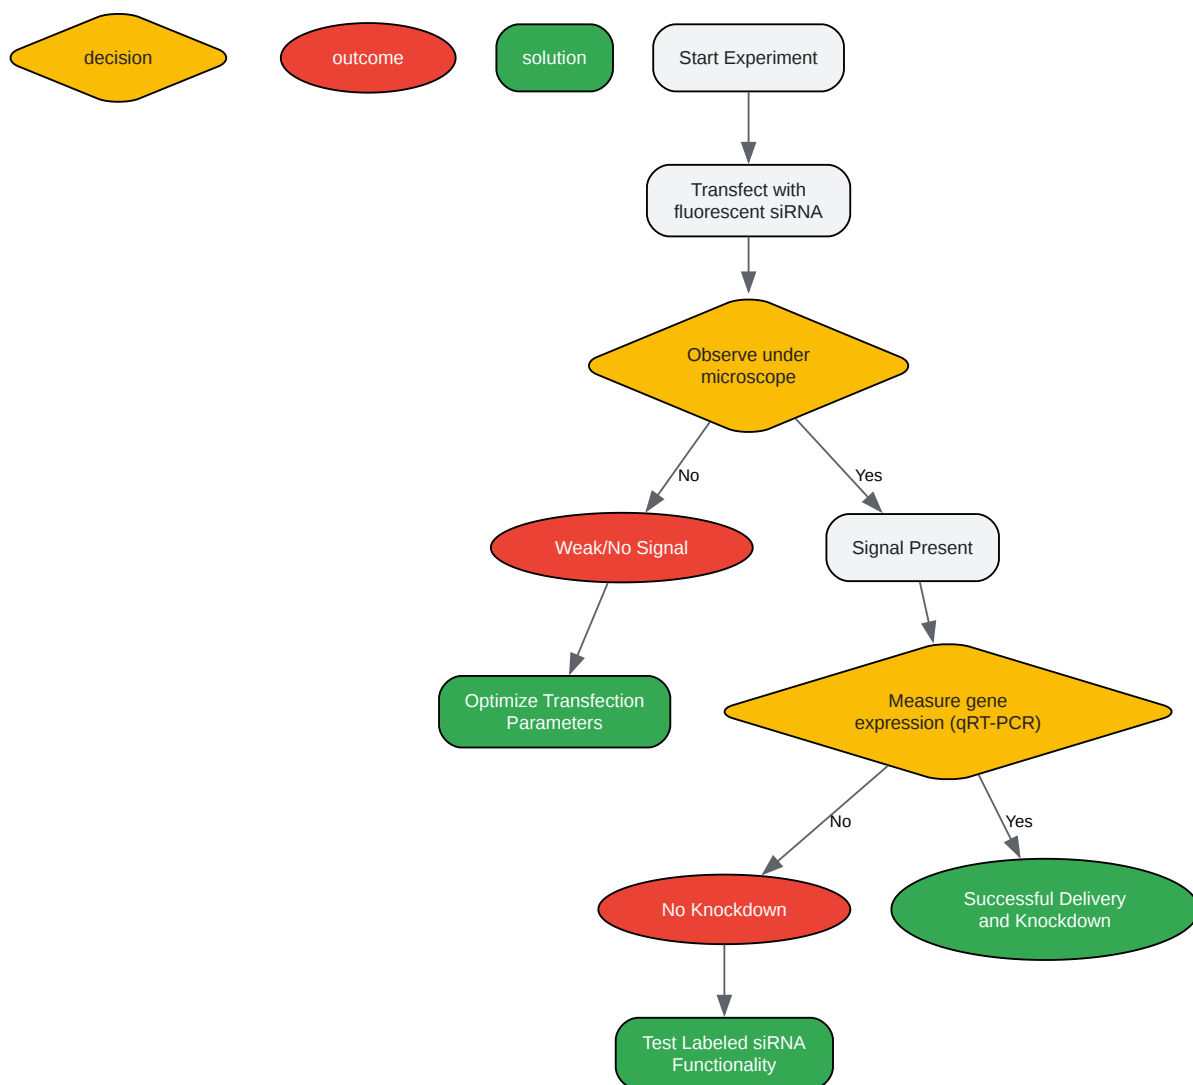 decision
outcome
solution
Start Experiment
Transfect with
fluorescent siRNA
Observe under
microscope
No
Yes
Weak/No Signal
Signal Present
Optimize Transfection
Parameters
Measure gene
expression (qRT-PCR)
No
Yes
No Knockdown
Successful Delivery
and Knockdown
Test Labeled siRNA
Functionality